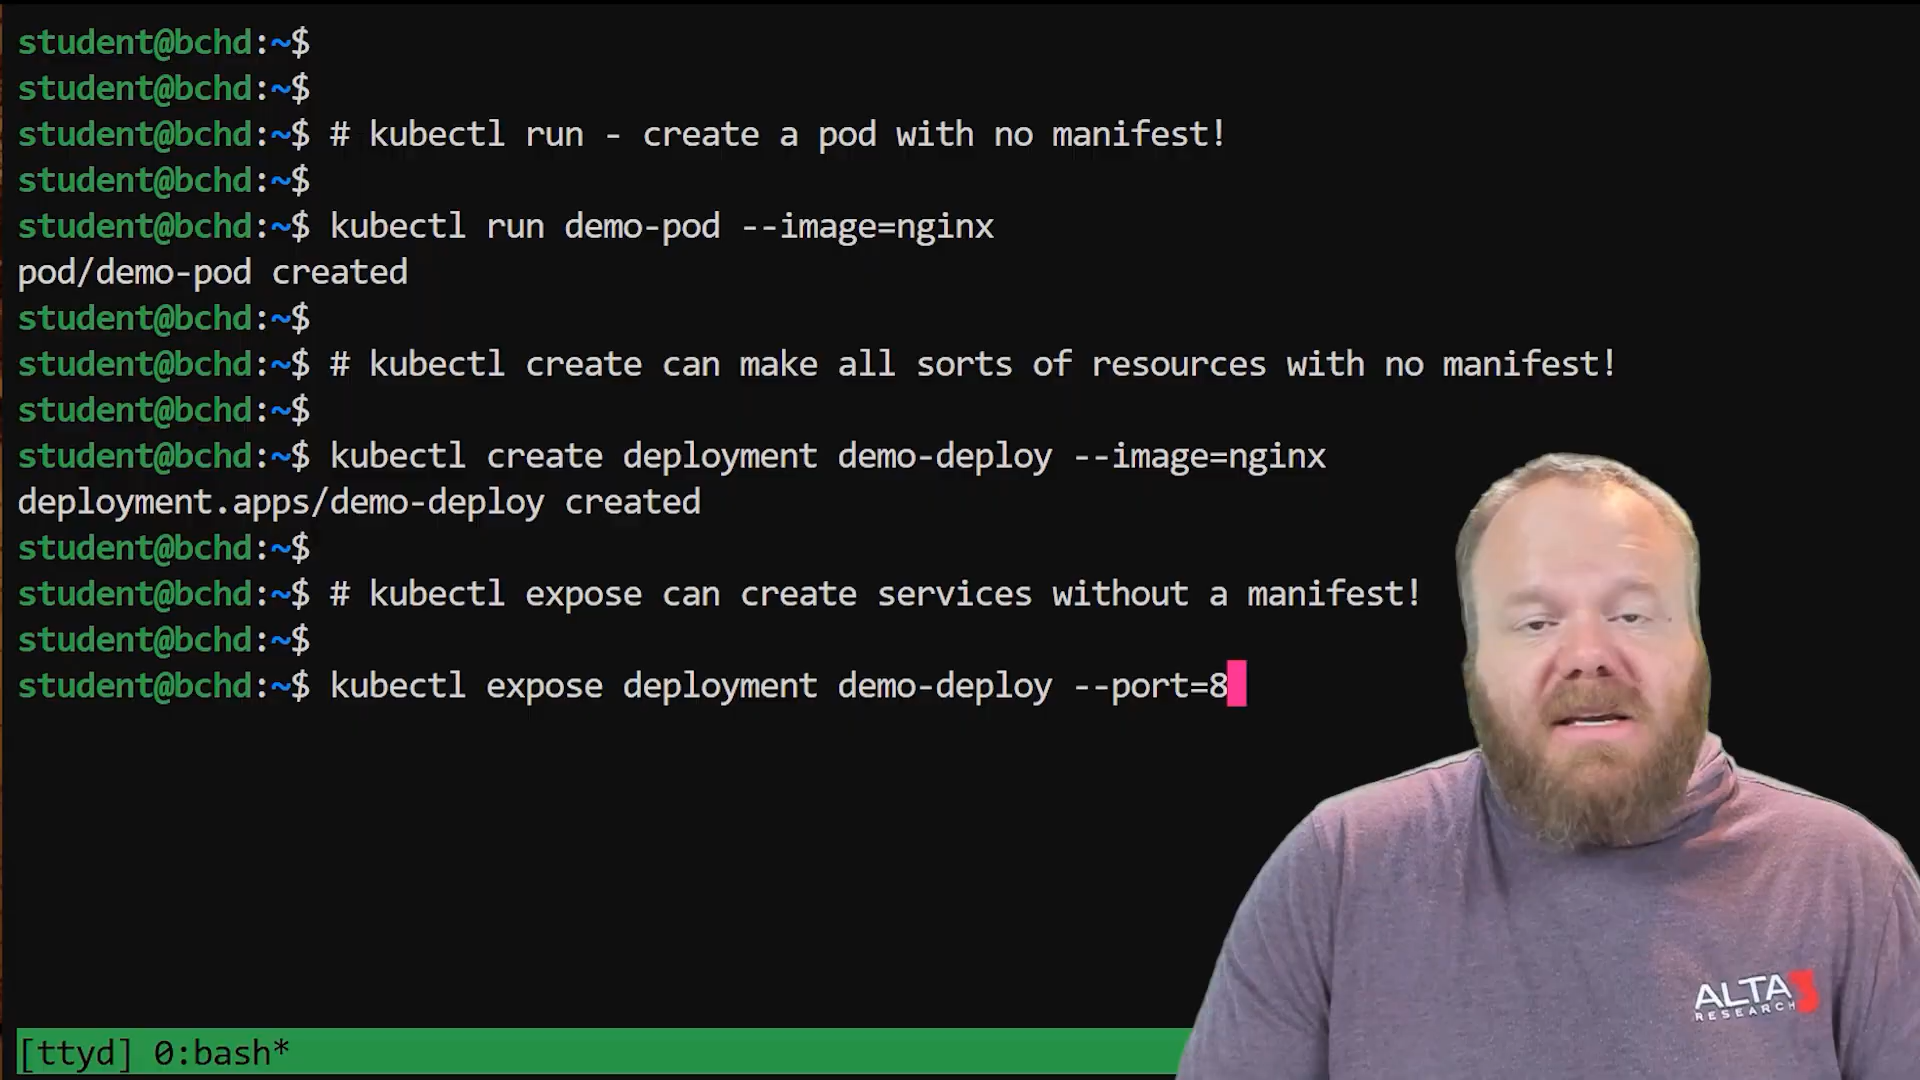 student@bchd:~$
student@bchd:~$
student@bchd:~$ # kubectl run - create a pod with no manifest!
student@bchd:~$
student@bchd:~$ kubectl run demo-pod --image=nginx
pod/demo-pod created
student@bchd:~$
student@bchd:~$ # kubectl create can make all sorts of resources with no manifest!
student@bchd:~$
student@bchd:~$ kubectl create deployment demo-deploy --image=nginx
deployment.apps/demo-deploy created
student@bchd:~$
student@bchd:~$ # kubectl expose can create services without a manifest!
student@bchd:~$
student@bchd:~$ kubectl expose deployment demo-deploy --port=8
ALTA3
RESEARCH
[ttyd] 0:bash*